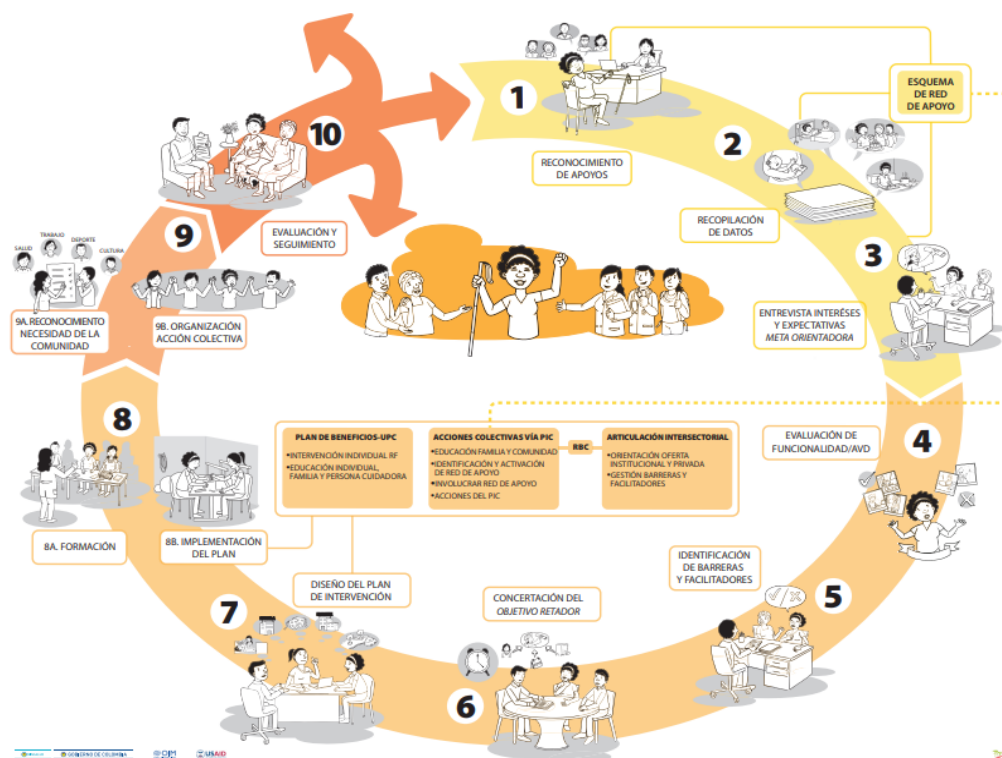 1
RECONOCIMIENTO
DE APOYOS
ESQUEMA
DE RED
DE APOYO
2
RECOPILACIÓN
DE DATOS
3
ENTREVISTA INTERÉSES
Y EXPECTATIVAS
META ORIENTADORA
4
EVALUACIÓN DE
FUNCIONALIDAD/AVD
5
IDENTIFICACIÓN
DE BARRERAS
Y FACILITADORES
6
CONCERTACIÓN DEL
OBJETIVO RETADOR
7
DISEÑO DEL PLAN
DE INTERVENCIÓN
PLAN DE BENEFICIOS-UPC
•INTERVENCIÓN INDIVIDUAL RF
•EDUCACIÓN INDIVIDUAL,
FAMILIA Y PERSONA CUIDADORA
ACCIONES COLECTIVAS VÍA PIC
•EDUCACIÓN FAMILIA Y COMUNIDAD
•IDENTIFICACIÓN Y ACTIVACIÓN
DE RED DE APOYO
•INVOLUCRAR RED DE APOYO
•ACCIONES DEL PIC
RBC
ARTICULACIÓN INTERSECTORIAL
•ORIENTACIÓN OFERTA
INSTITUCIONAL Y PRIVADA
•GESTIÓN BARRERAS Y
FACILITADORES
8
8A. FORMACIÓN
8B. IMPLEMENTACIÓN
DEL PLAN
9
SALUD
TRABAJO
DEPORTE
CULTURA
9A. RECONOCIMIENTO
NECESIDAD DE LA
COMUNIDAD
9B. ORGANIZACIÓN
ACCIÓN COLECTIVA
10
EVALUACIÓN Y
SEGUIMIENTO
GOBIERNO DE COLOMBIA
OIM
USAID